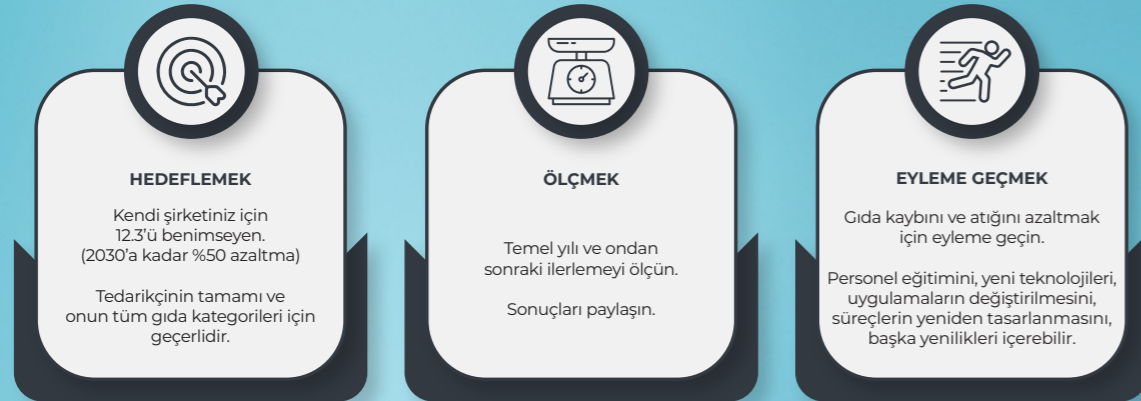 HEDEFLEMEK
Kendi şirketiniz için
12.3'ü benimseyen.
(2030'a kadar %50 azaltma)
Tedarikçinin tamamı ve
onun tüm gıda kategorileri için
geçerlidir.
ÖLÇMEK
Temel yılı ve ondan
sonraki ilerlemeyi ölçün.
Sonuçları paylaşın.
EYLEME GEÇMEK
Gıda kaybını ve atığını azaltmak
için eyleme geçin.
Personel eğitimini, yeni teknolojileri,
uygulamaların değiştirilmesini,
süreçlerin yeniden tasarlanmasını,
başka yenilikleri içerebilir.